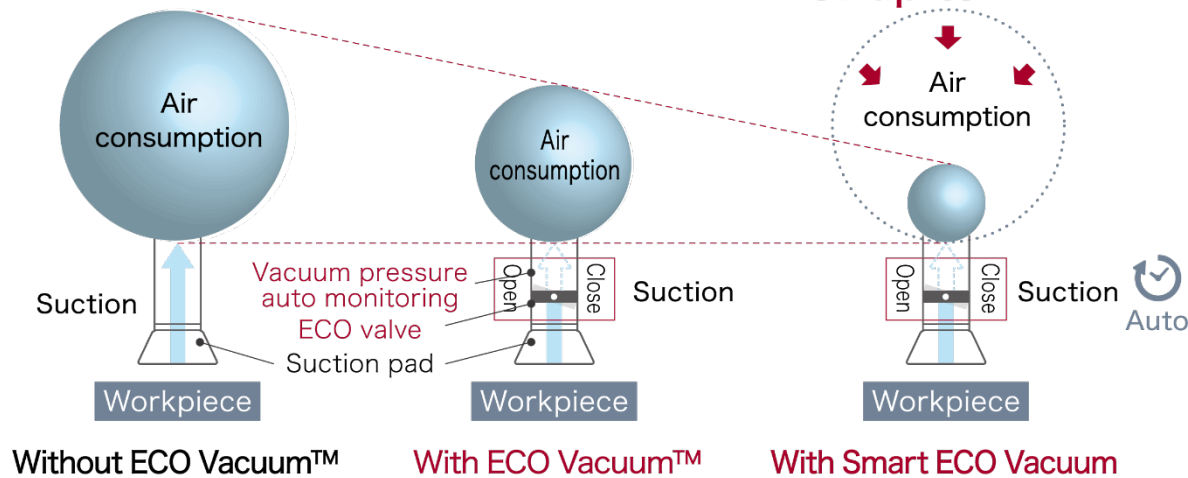 Air
consumption
Air
consumption
Air
consumption
Suction
Vacuum pressure
auto monitoring
ECO valve
Suction pad
Open
Close
Suction
Open
Close
Suction
Auto
Workpiece
Workpiece
Workpiece
Without ECO Vacuum™
With ECO Vacuum™
With Smart ECO Vacuum